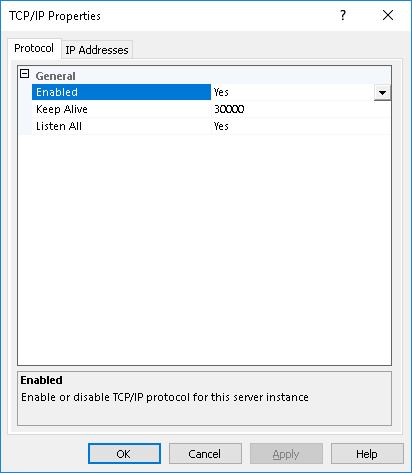 TCP/IP Properties
Protocol IP Addresses
General
Enabled Yes
Keep Alive 30000
Listen All Yes
Enabled
Enable or disable TCP/IP protocol for this server instance
OK Cancel Apply Help